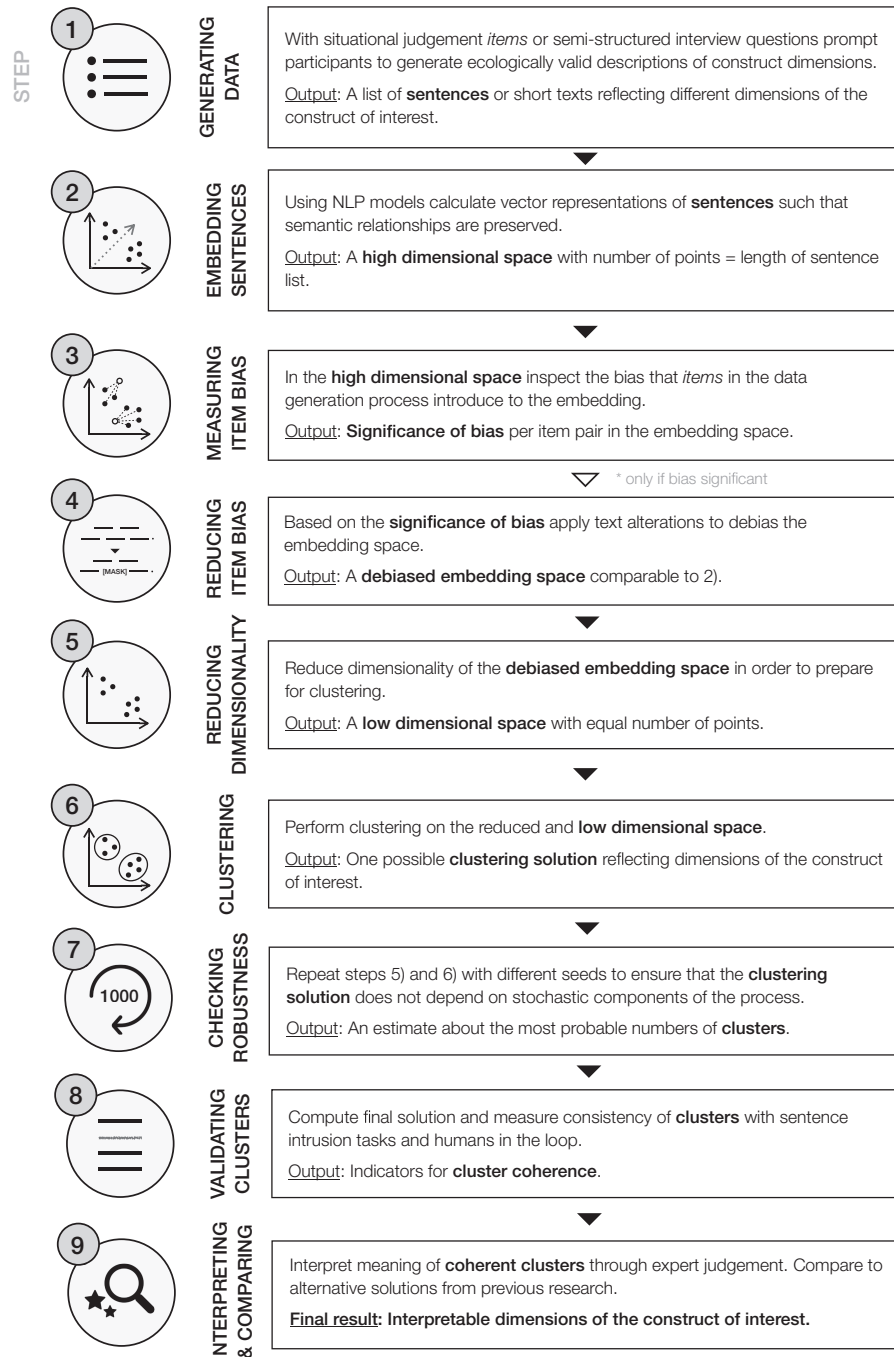 STEP
1
GENERATING
DATA
With situational judgement items or semi-structured interview questions prompt
participants to generate ecologically valid descriptions of construct dimensions.
Output: A list of sentences or short texts reflecting different dimensions of the
construct of interest.
2
EMBEDDING
SENTENCES
Using NLP models calculate vector representations of sentences such that
semantic relationships are preserved.
Output: A high dimensional space with number of points = length of sentence
list.
3
MEASURING
ITEM BIAS
In the high dimensional space inspect the bias that items in the data
generation process introduce to the embedding.
Output: Significance of bias per item pair in the embedding space.
* only if bias significant
4
[MASK]
REDUCING
ITEM BIAS
Based on the significance of bias apply text alterations to debias the
embedding space.
Output: A debiased embedding space comparable to 2).
5
REDUCING
DIMENSIONALITY
Reduce dimensionality of the debiased embedding space in order to prepare
for clustering.
Output: A low dimensional space with equal number of points.
6
CLUSTERING
Perform clustering on the reduced and low dimensional space.
Output: One possible clustering solution reflecting dimensions of the construct
of interest.
7
1000
CHECKING
ROBUSTNESS
Repeat steps 5) and 6) with different seeds to ensure that the clustering
solution does not depend on stochastic components of the process.
Output: An estimate about the most probable numbers of clusters.
8
VALIDATING
CLUSTERS
Compute final solution and measure consistency of clusters with sentence
intrusion tasks and humans in the loop.
Output: Indicators for cluster coherence.
9
NTERPRETING
& COMPARING
Interpret meaning of coherent clusters through expert judgement. Compare to
alternative solutions from previous research.
Final result: Interpretable dimensions of the construct of interest.